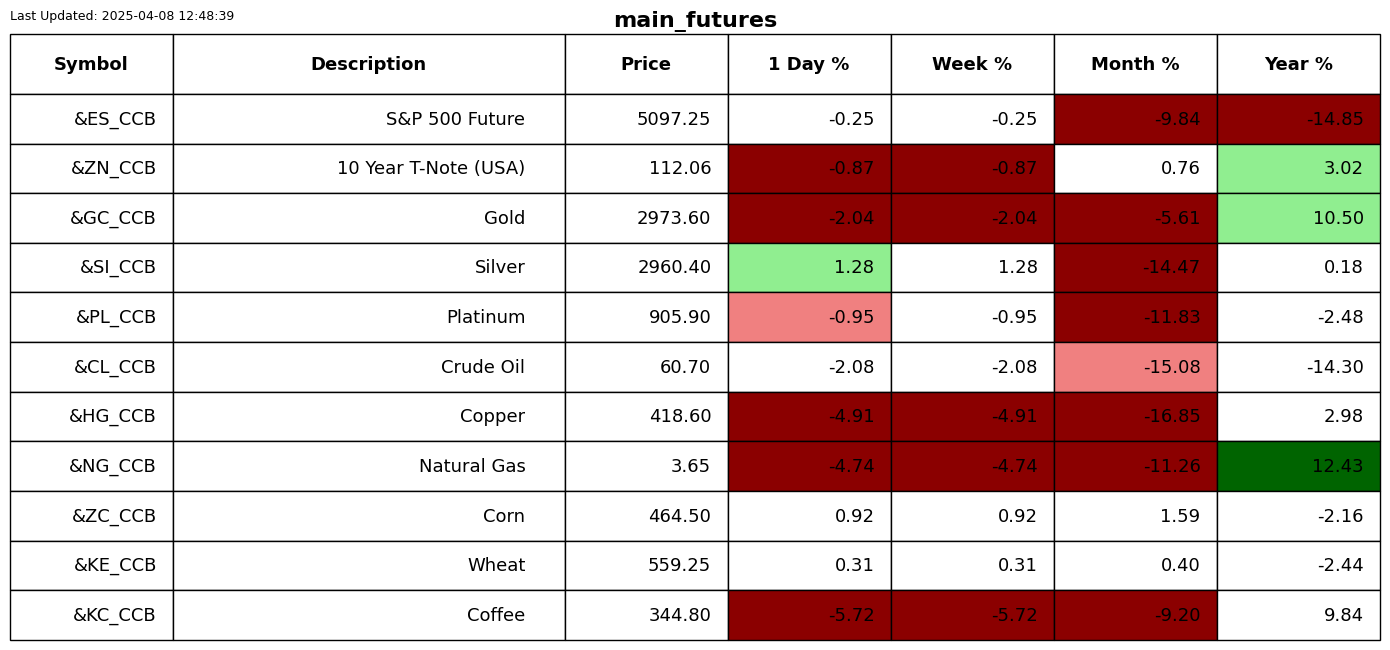 Last Updated: 2025-04-08 12:48:39
main_futures
Symbol Description Price 1 Day % Week % Month % Year %
&ES_CCB S&P 500 Future 5097.25 -0.25 -0.25 -9.84 -14.85
&ZN_CCB 10 Year T-Note (USA) 112.06 -0.87 -0.87 0.76 3.02
&GC_CCB Gold 2973.60 -2.04 -2.04 -5.61 10.50
&SI_CCB Silver 2960.40 1.28 1.28 -14.47 0.18
&PL_CCB Platinum 905.90 -0.95 -0.95 -11.83 -2.48
&CL_CCB Crude Oil 60.70 -2.08 -2.08 -15.08 -14.30
&HG_CCB Copper 418.60 -4.91 -4.91 -16.85 2.98
&NG_CCB Natural Gas 3.65 -4.74 -4.74 -11.26 12.43
&ZC_CCB Corn 464.50 0.92 0.92 1.59 -2.16
&KE_CCB Wheat 559.25 0.31 0.31 0.40 -2.44
&KC_CCB Coffee 344.80 -5.72 -5.72 -9.20 9.84